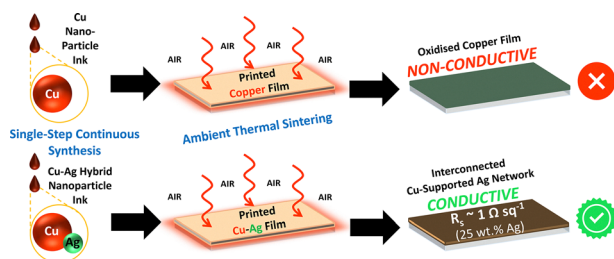 Cu
Nano-
Particle
Ink
Cu
AIR
AIR
AIR
AIR
Printed
Copper Film
Oxidised Copper Film
NON-CONDUCTIVE
Single-Step Continuous
Synthesis
Ambient Thermal Sintering
Cu-Ag Hybrid
Nanoparticle
Ink
Cu
Ag
AIR
AIR
AIR
AIR
Printed
Cu-Ag Film
Interconnected
Cu-Supported Ag Network
CONDUCTIVE
Rₛ ~ 1 Ω sq⁻¹
(25 wt.% Ag)